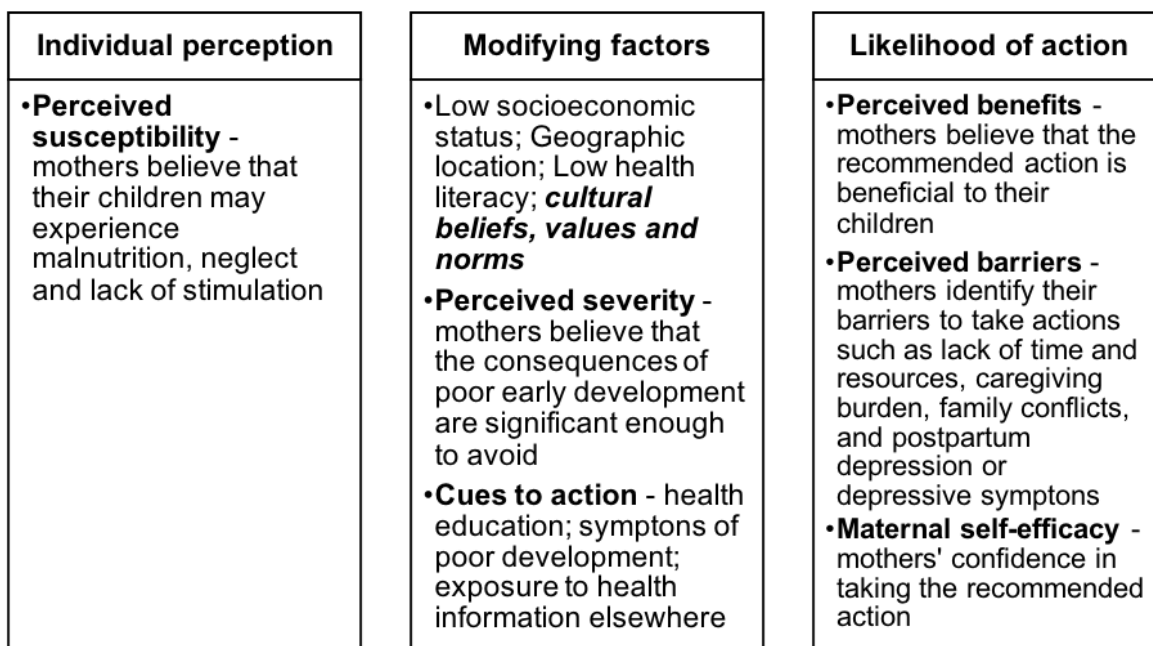 Individual perception
•Perceived
susceptibility -
mothers believe that
their children may
experience
malnutrition, neglect
and lack of stimulation
Modifying factors
•Low socioeconomic
status; Geographic
location; Low health
literacy; cultural
beliefs, values and
norms
•Perceived severity -
mothers believe that
the consequences of
poor early development
are significant enough
to avoid
•Cues to action - health
education; symptoms of
poor development;
exposure to health
information elsewhere
Likelihood of action
•Perceived benefits -
mothers believe that the
recommended action is
beneficial to their
children
•Perceived barriers -
mothers identify their
barriers to take actions
such as lack of time and
resources, caregiving
burden, family conflicts,
and postpartum
depression or
depressive symptons
•Maternal self-efficacy -
mothers' confidence in
taking the recommended
action